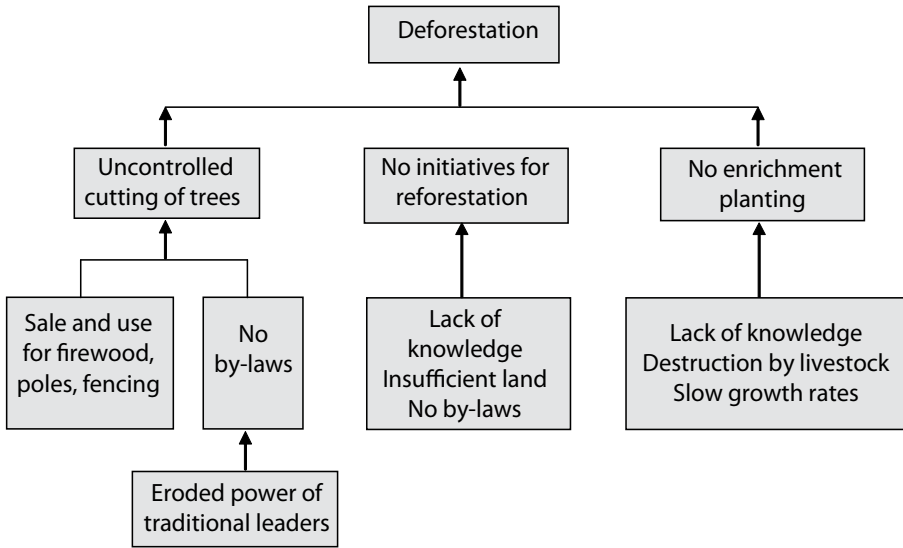 Deforestation
Uncontrolled
cutting of trees
No initiatives for
reforestation
No enrichment
planting
Sale and use
for firewood,
poles, fencing
No
by-laws
Lack of
knowledge
Insufficient land
No by-laws
Lack of knowledge
Destruction by livestock
Slow growth rates
Eroded power of
traditional leaders